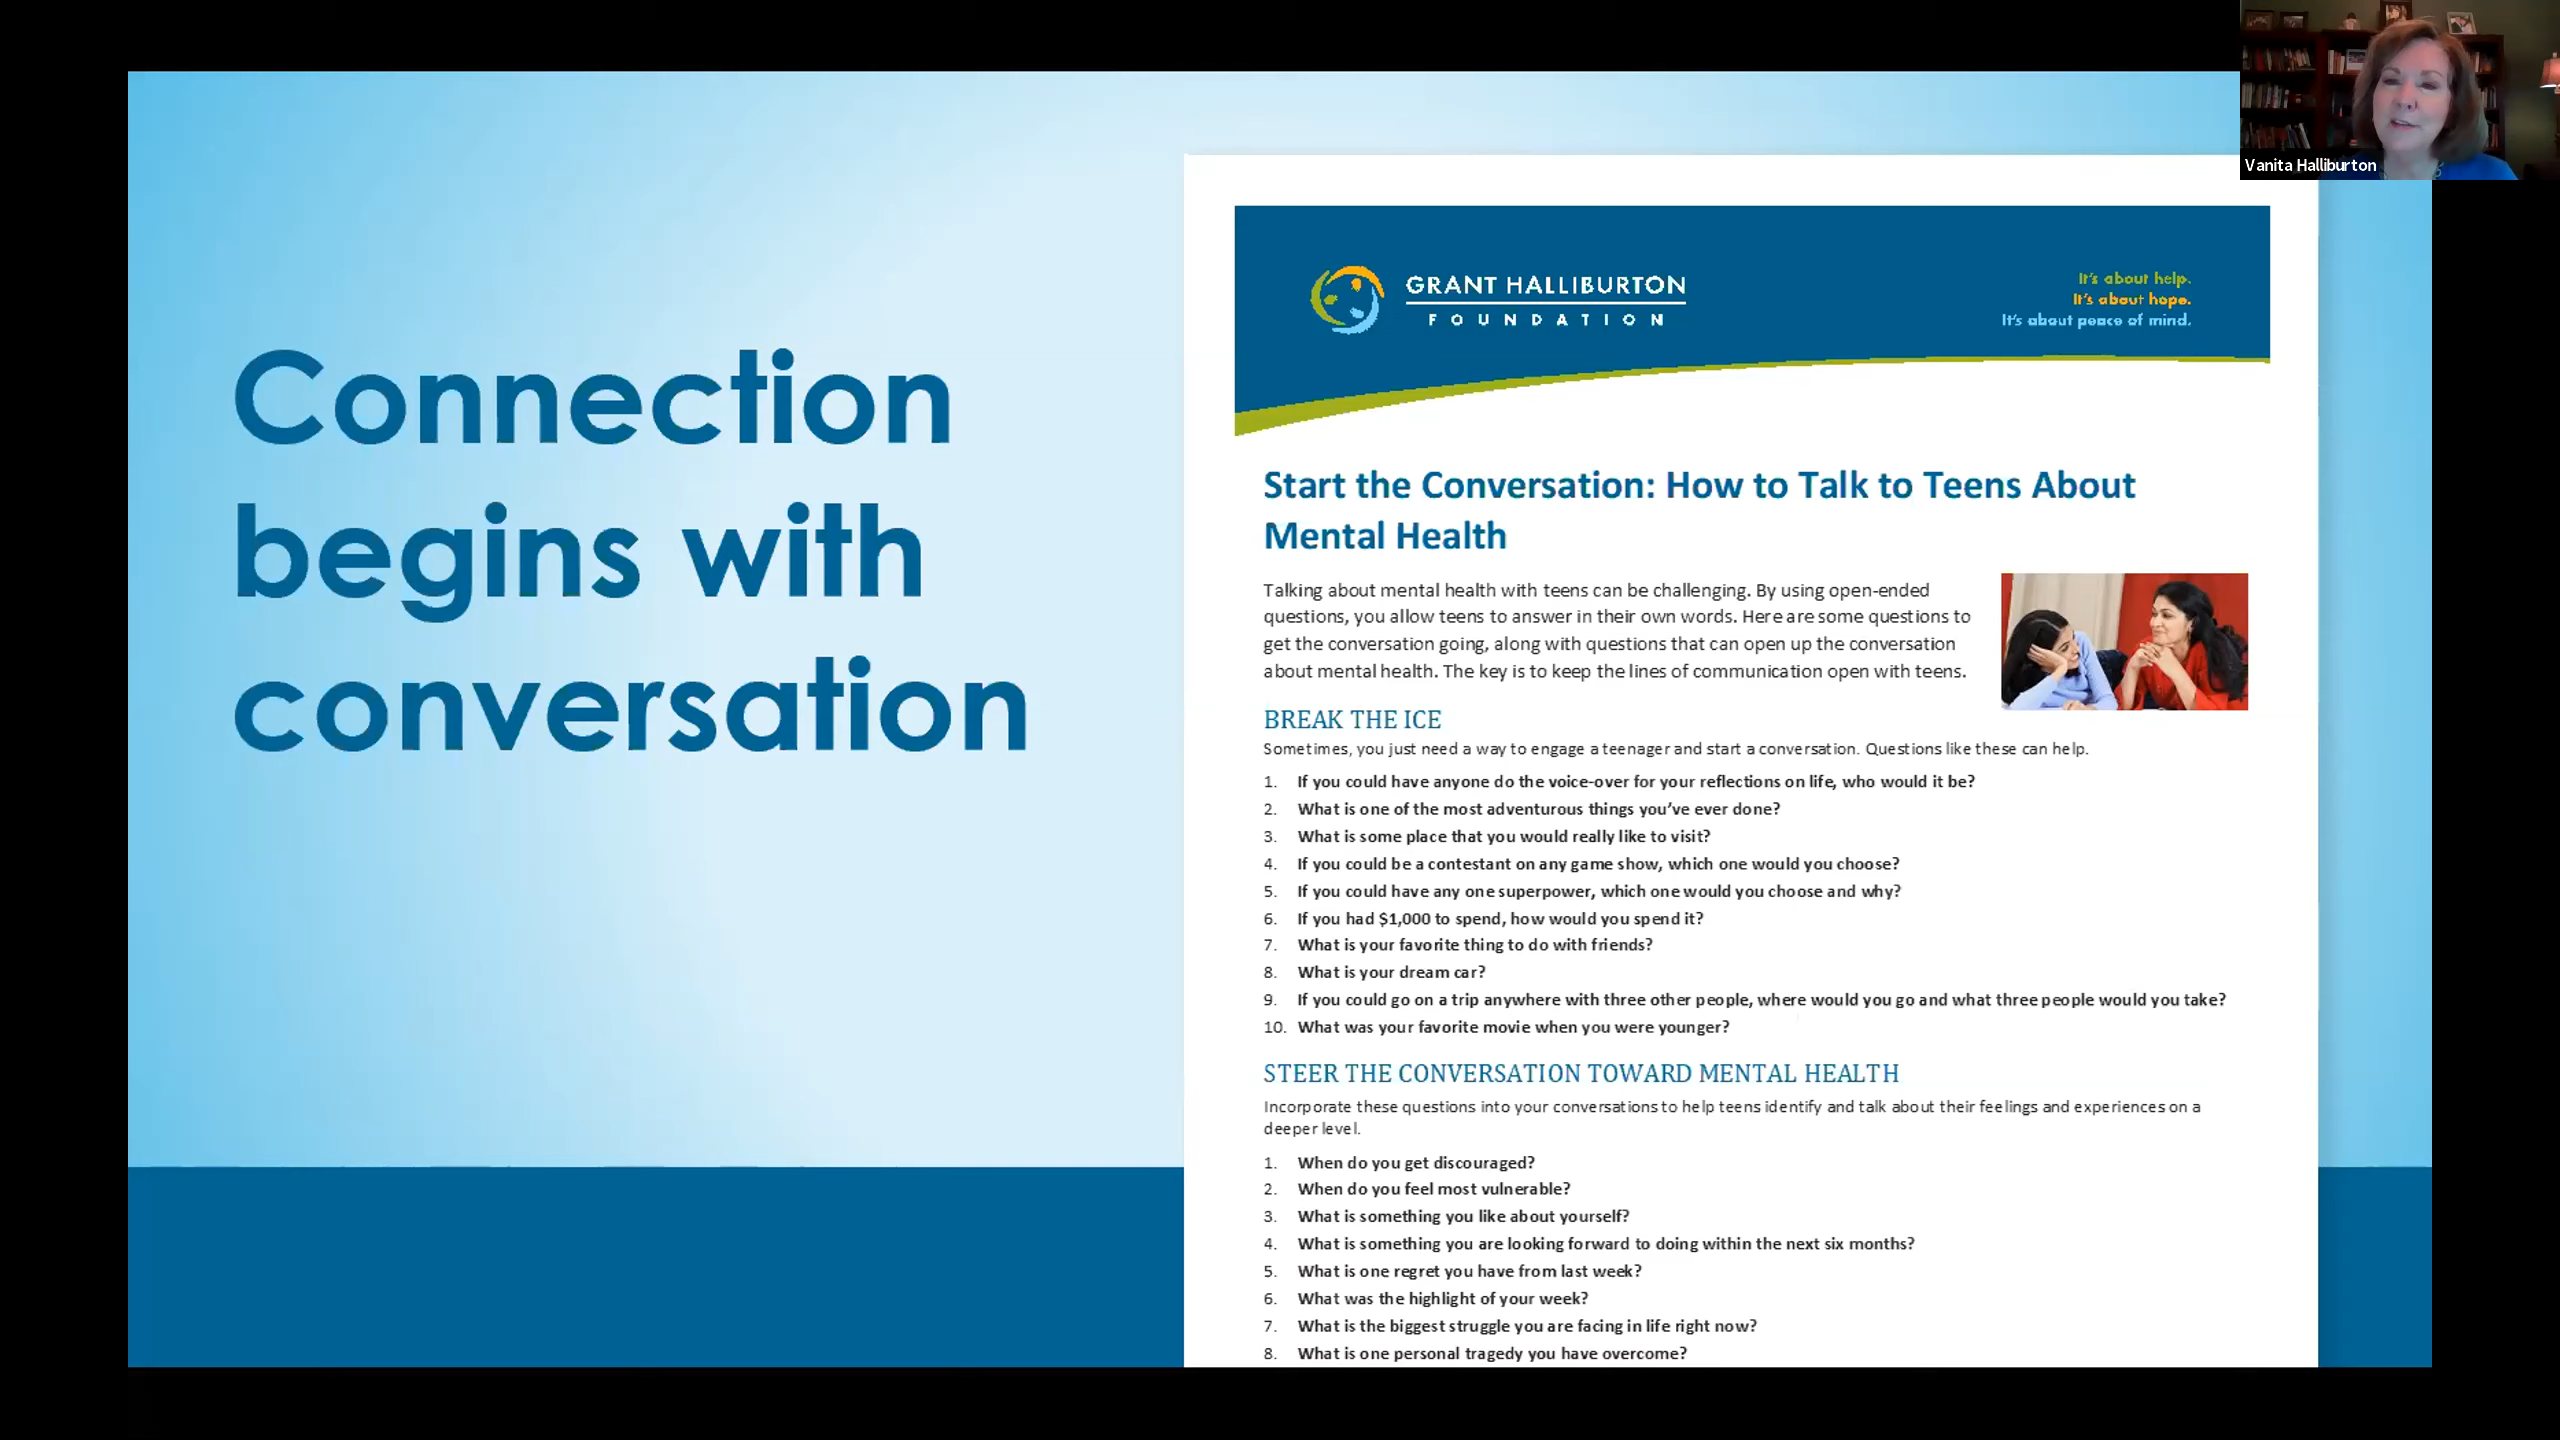 Vanita Halliburton
Connection
begins with
conversation
GRANT HALLIBURTON
FOUNDATION
It's about help.
It's about hope.
It's about peace of mind.
Start the Conversation: How to Talk to Teens About
Mental Health
Talking about mental health with teens can be challenging. By using open-ended
questions, you allow teens to answer in their own words. Here are some questions to
get the conversation going, along with questions that can open up the conversation
about mental health. The key is to keep the lines of communication open with teens.
BREAK THE ICE
Sometimes, you just need a way to engage a teenager and start a conversation. Questions like these can help.
1. If you could have anyone do the voice-over for your reflections on life, who would it be?
2. What is one of the most adventurous things you've ever done?
3. What is some place that you would really like to visit?
4. If you could be a contestant on any game show, which one would you choose?
5. If you could have any one superpower, which one would you choose and why?
6. If you had $1,000 to spend, how would you spend it?
7. What is your favorite thing to do with friends?
8. What is your dream car?
9. If you could go on a trip anywhere with three other people, where would you go and what three people would you take?
10. What was your favorite movie when you were younger?
STEER THE CONVERSATION TOWARD MENTAL HEALTH
Incorporate these questions into your conversations to help teens identify and talk about their feelings and experiences on a
deeper level.
1. When do you get discouraged?
2. When do you feel most vulnerable?
3. What is something you like about yourself?
4. What is something you are looking forward to doing within the next six months?
5. What is one regret you have from last week?
6. What was the highlight of your week?
7. What is the biggest struggle you are facing in life right now?
8. What is one personal tragedy you have overcome?